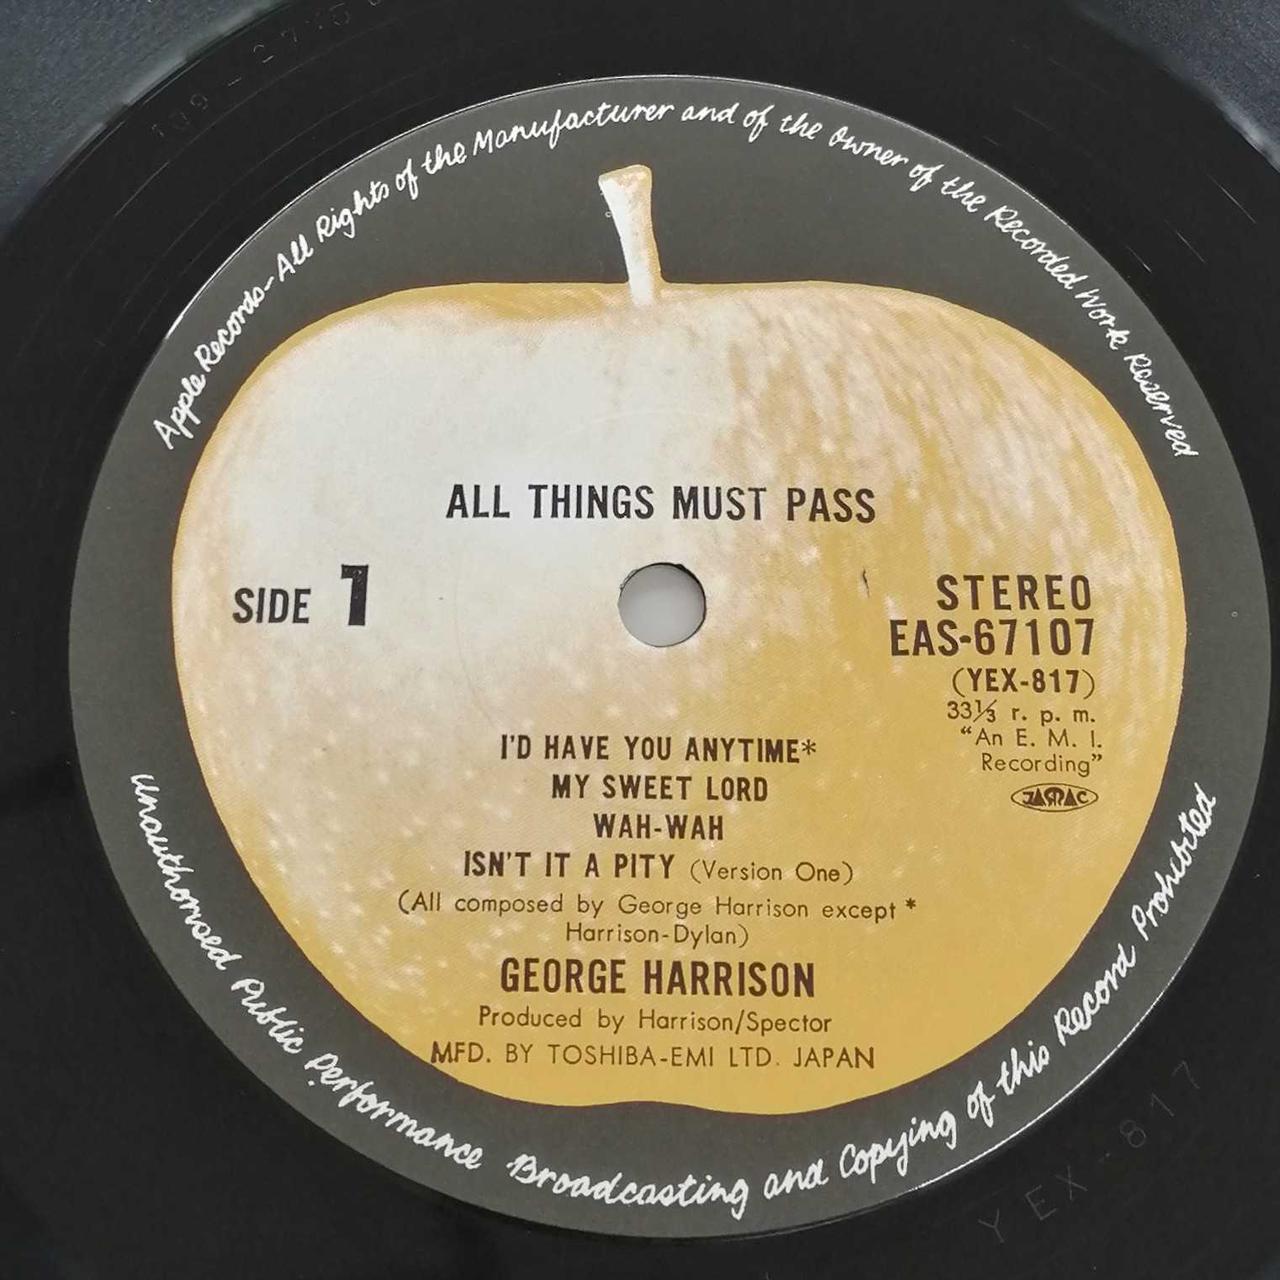 Apple Records-All Rights of the Manufacturer and of the Owner of the Recorded Work Reserved
ALL THINGS MUST PASS
SIDE 1
STEREO
EAS-67107
(YEX-817)
33⅓ r. p. m.
“An E. M. I.
Recording”
JASRAC
I'D HAVE YOU ANYTIME*
MY SWEET LORD
WAH-WAH
ISN'T IT A PITY (Version One)
(All composed by George Harrison except *
Harrison-Dylan)
GEORGE HARRISON
Produced by Harrison/Spector
MFD. BY TOSHIBA-EMI LTD. JAPAN
Unauthorised Public Performance Broadcasting and Copying of this Record Prohibited
YEX-817